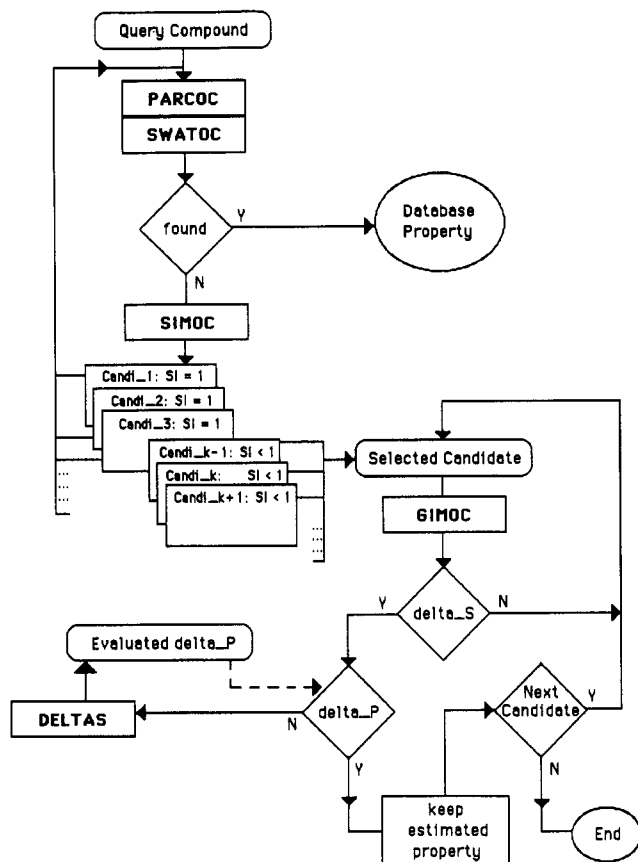 Query Compound
PARCOC
SWATOC
found
Y
Database
Property
N
SIMOC
Candi_1: SI = 1
Candi_2: SI = 1
Candi_3: SI = 1
Candi_k-1: SI < 1
Candi_k: SI < 1
Candi_k+1: SI < 1
Selected Candidate
GIMOC
delta_S
Y
N
Evaluated delta_P
DELTAS
delta_P
N
Y
Next
Candidate
Y
N
keep
estimated
property
End